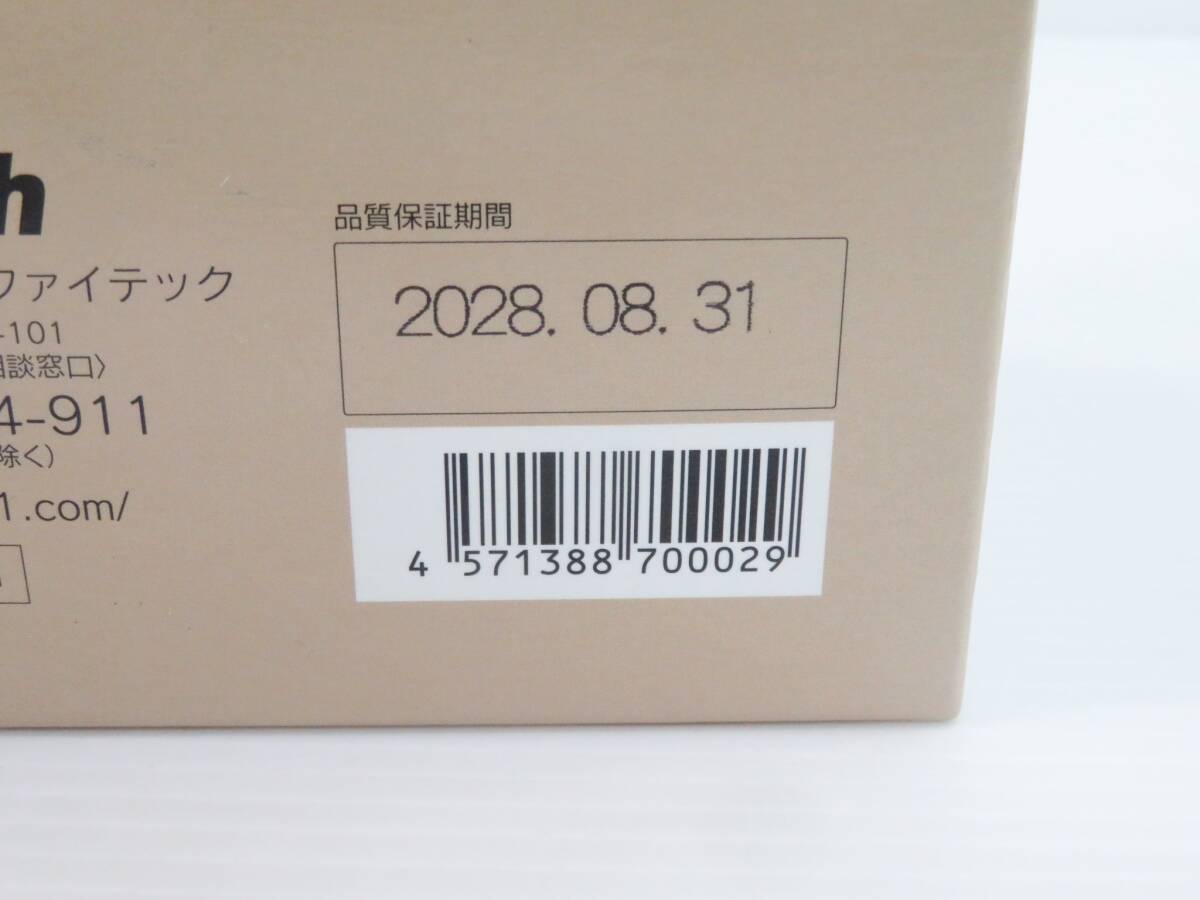 h
ファイテック
-101
相談窓口〉
4-911
除く）
1.com/
品質保証期間
2028. 08. 31
4 571388 700029